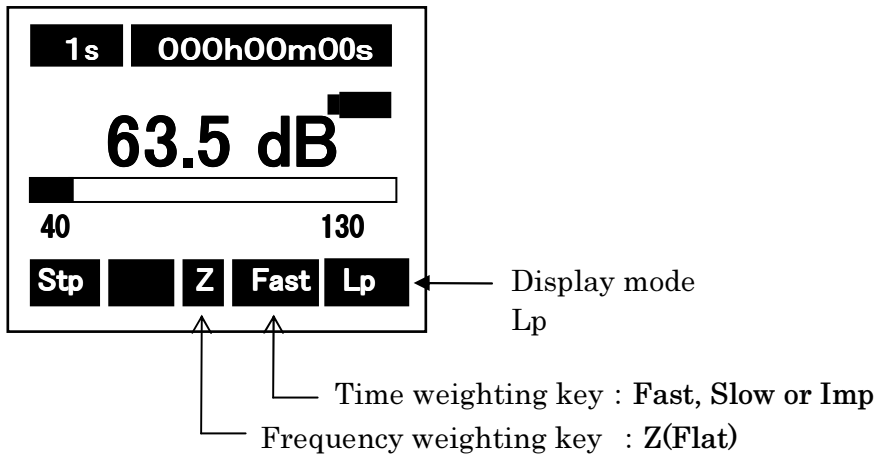 1s 000h00m00s
63.5 dB
40 130
Stp Z Fast Lp
Display mode
Lp
Time weighting key : Fast, Slow or Imp
Frequency weighting key : Z(Flat)